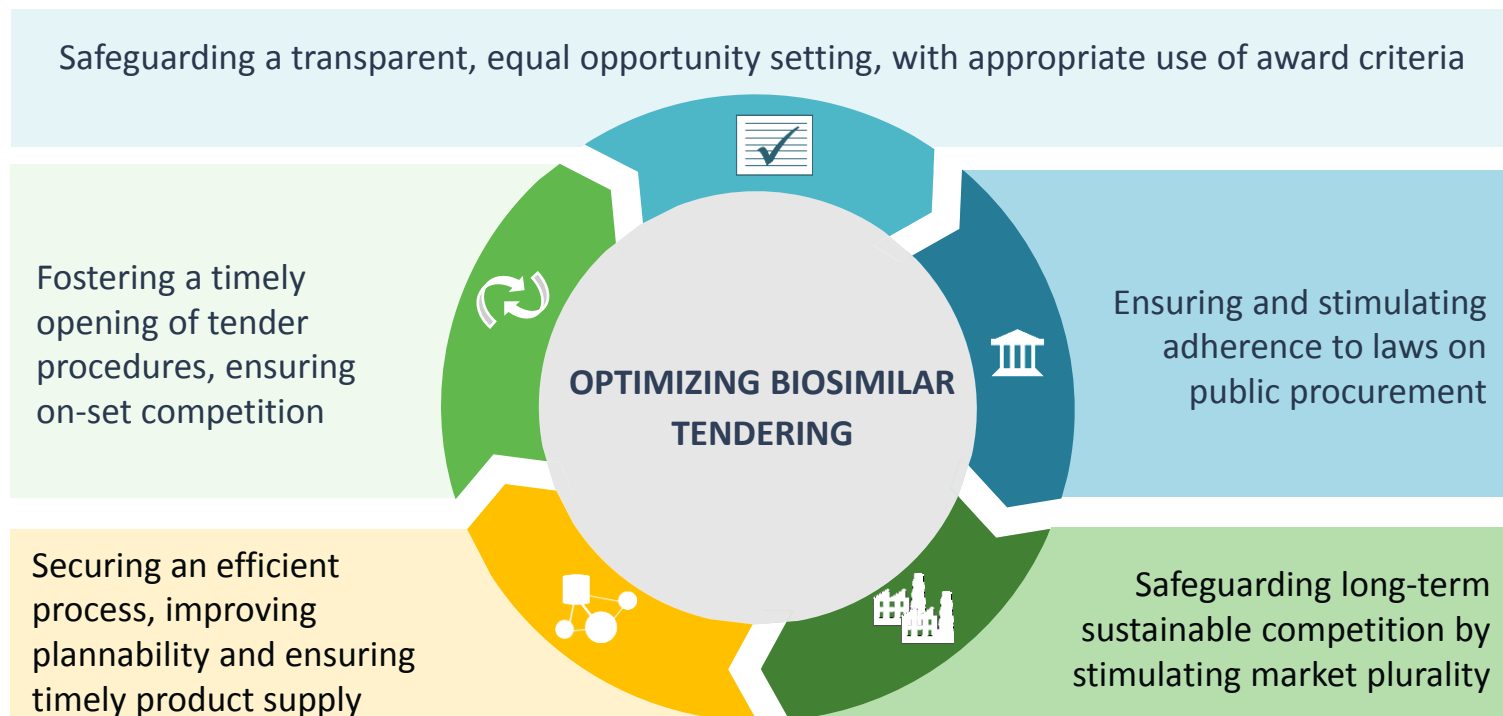 Safeguarding a transparent, equal opportunity setting, with appropriate use of award criteria
Fostering a timely
opening of tender
procedures, ensuring
on-set competition
OPTIMIZING BIOSIMILAR
TENDERING
Ensuring and stimulating
adherence to laws on
public procurement
Securing an efficient
process, improving
plannability and ensuring
timely product supply
Safeguarding long-term
sustainable competition by
stimulating market plurality